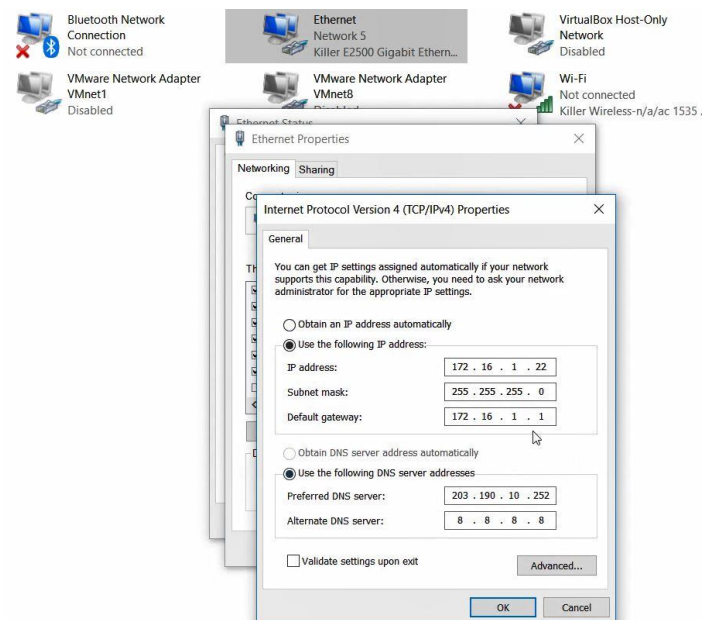 Bluetooth Network
Connection
Not connected
Ethernet
Network 5
Killer E2500 Gigabit Ethern...
VirtualBox Host-Only
Network
Disabled
VMware Network Adapter
VMnet1
Disabled
VMware Network Adapter
VMnet8
Disabled
Wi-Fi
Not connected
Killer Wireless-n/a/ac 1535
Ethernet Status
Ethernet Properties
Networking
Sharing
Internet Protocol Version 4 (TCP/IPv4) Properties
General
You can get IP settings assigned automatically if your network
supports this capability. Otherwise, you need to ask your network
administrator for the appropriate IP settings.
Obtain an IP address automatically
Use the following IP address:
IP address: 172 . 16 . 1 . 22
Subnet mask: 255 . 255 . 255 . 0
Default gateway: 172 . 16 . 1 . 1
Obtain DNS server address automatically
Use the following DNS server addresses
Preferred DNS server: 203 . 190 . 10 . 252
Alternate DNS server: 8 . 8 . 8 . 8
Validate settings upon exit
Advanced...
OK
Cancel